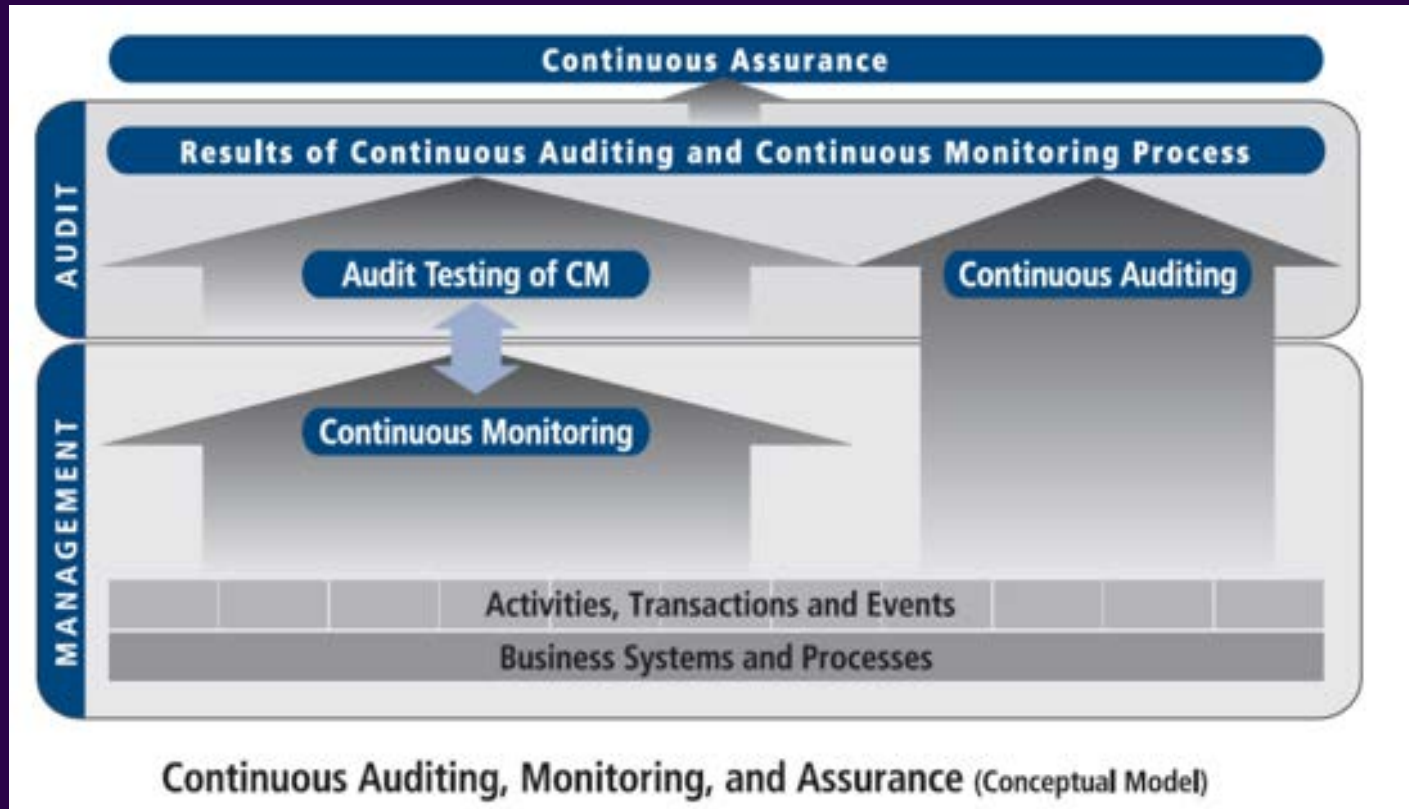 Continuous Assurance
AUDIT
Results of Continuous Auditing and Continuous Monitoring Process
Audit Testing of CM
Continuous Auditing
MANAGEMENT
Continuous Monitoring
Activities, Transactions and Events
Business Systems and Processes
Continuous Auditing, Monitoring, and Assurance (Conceptual Model)